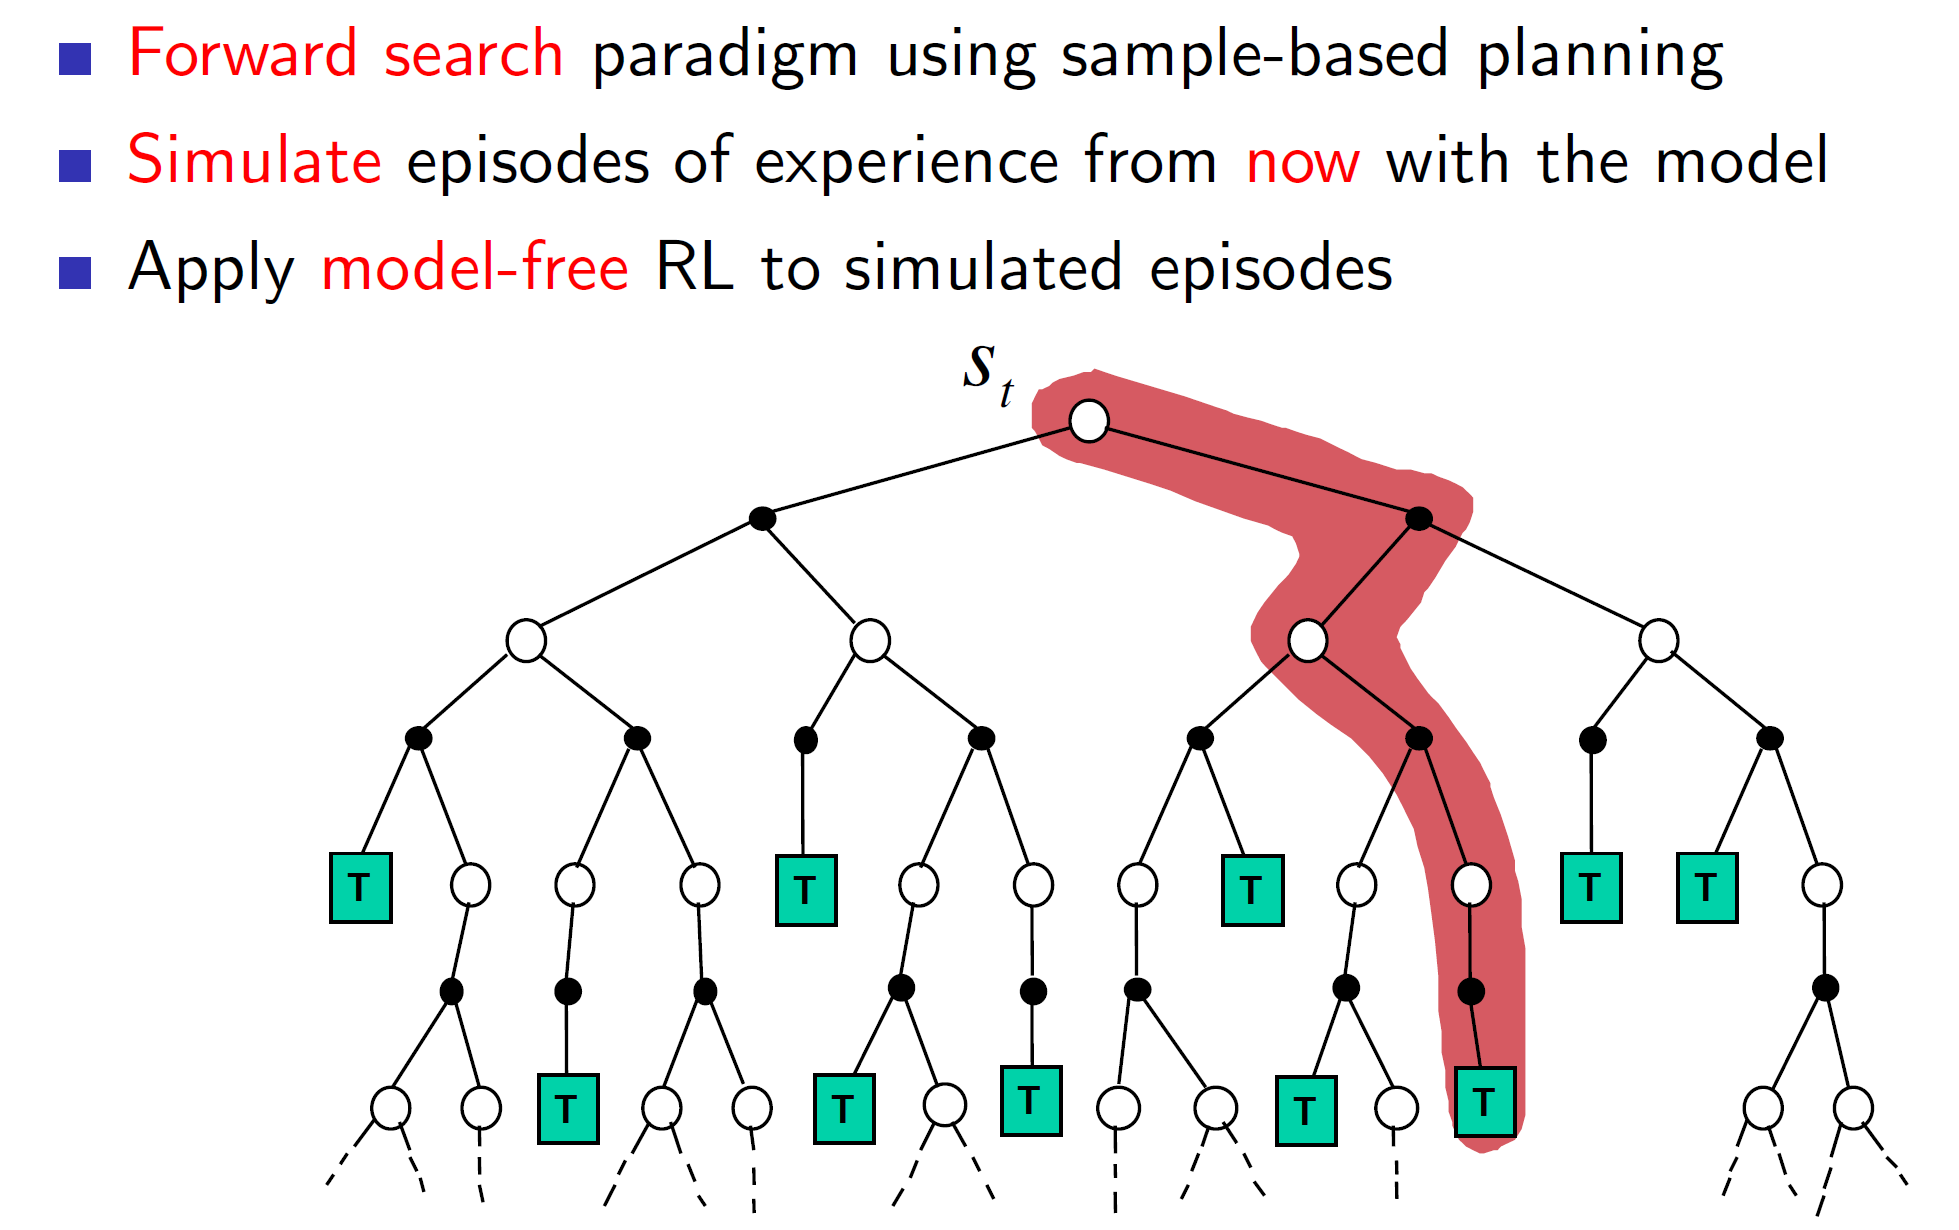 Forward search paradigm using sample-based planning
Simulate episodes of experience from now with the model
Apply model-free RL to simulated episodes
s_t
T
T
T
T
T
T
T
T
T
T